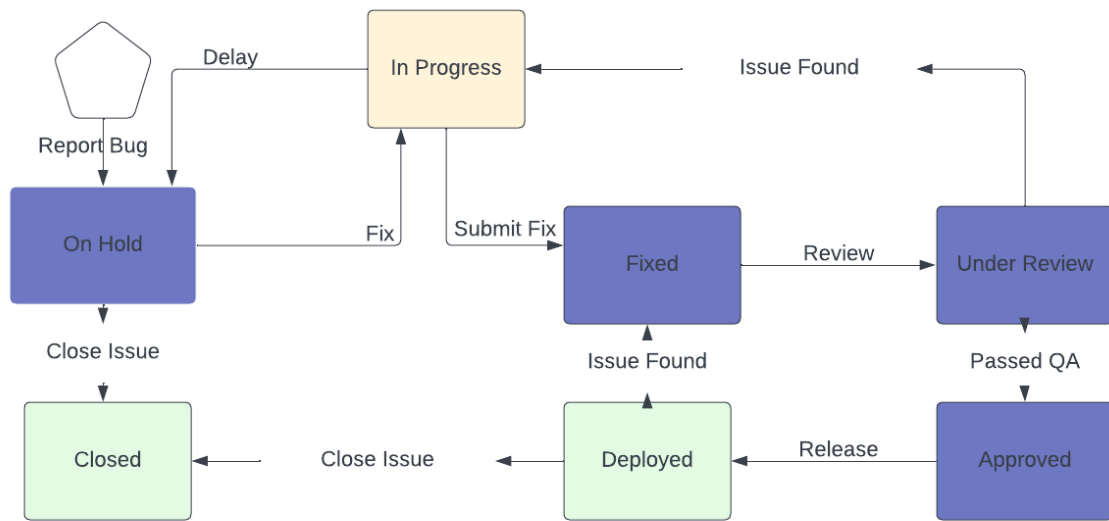 Delay
In Progress
Issue Found
Report Bug
On Hold
Fix
Submit Fix
Fixed
Review
Under Review
Close Issue
Issue Found
Passed QA
Closed
Close Issue
Deployed
Release
Approved